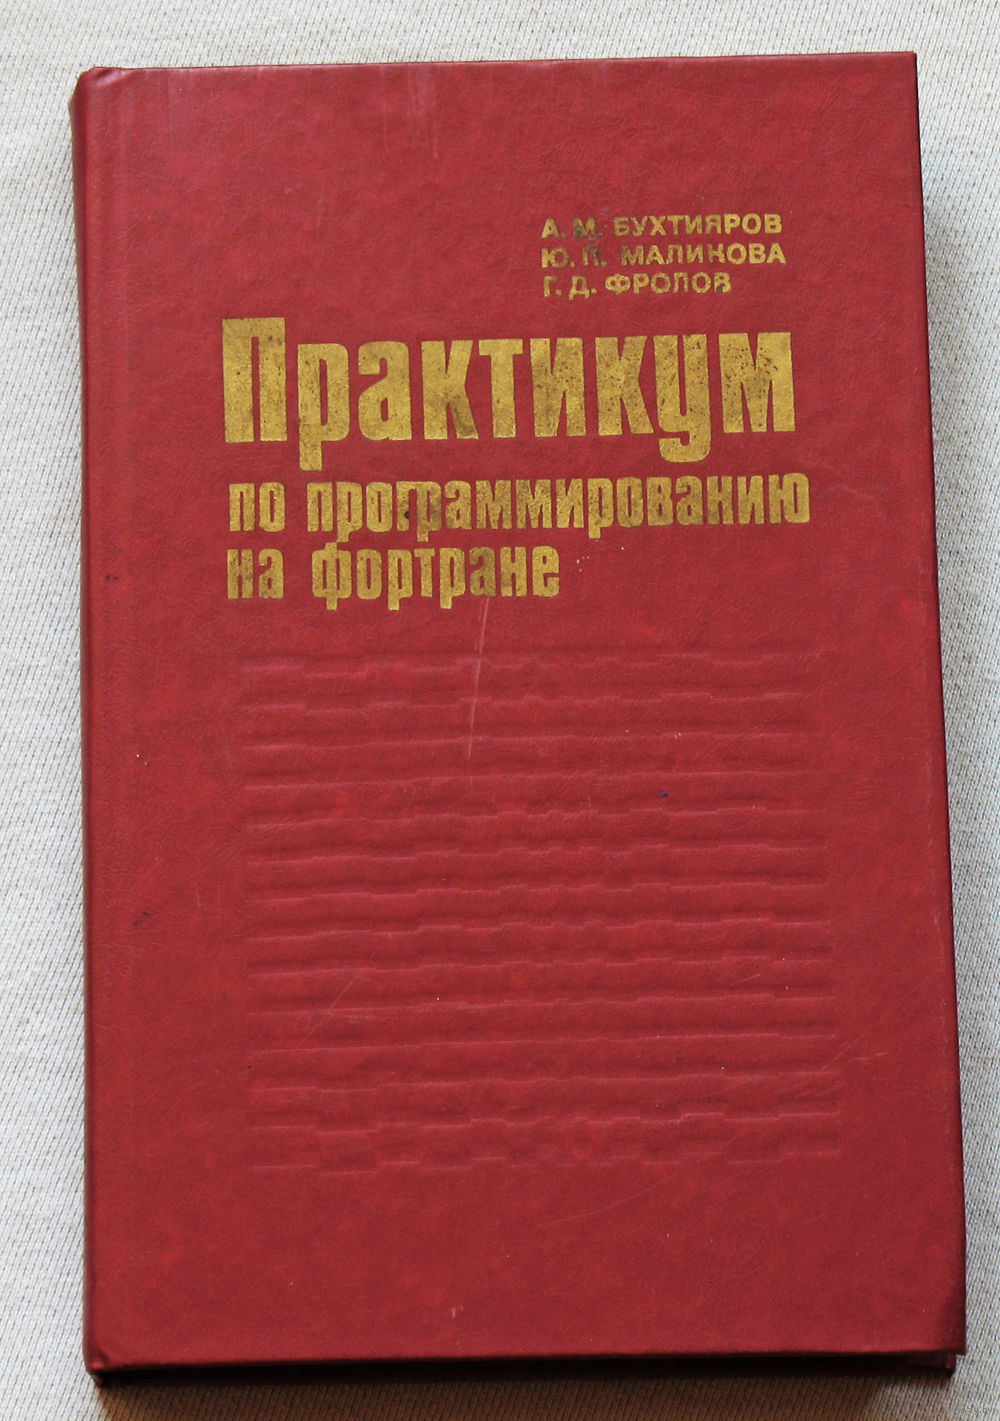 А. М. БУХТИЯРОВ
Ю. П. МАЛИКОВА
Г. Д. ФРОЛОВ
Практикум
по программированию
на фортране